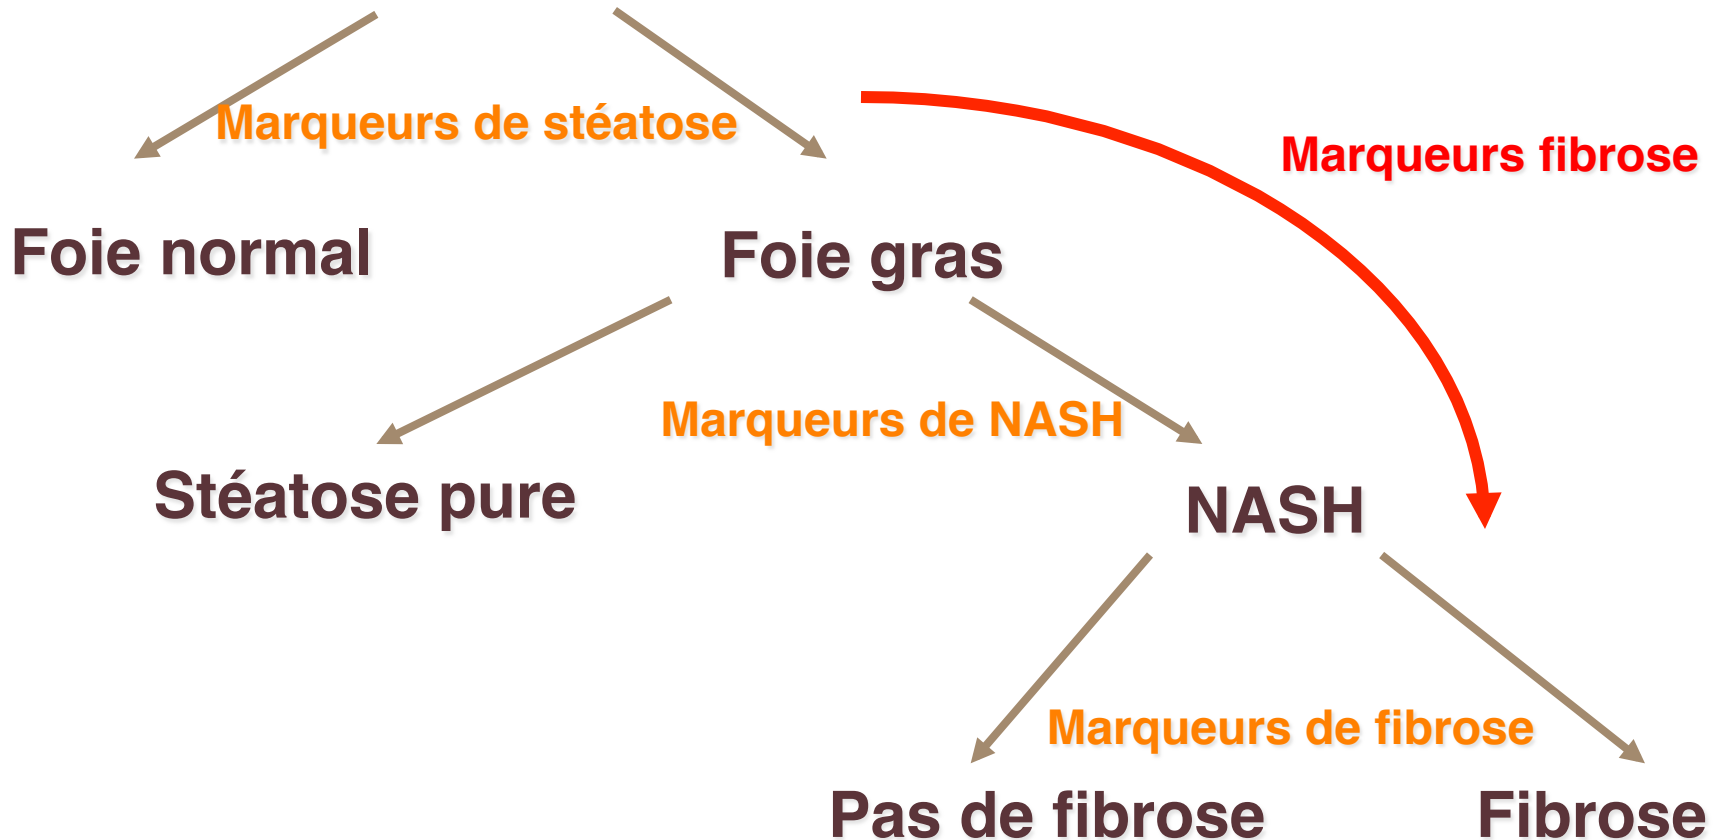 Marqueurs de stéatose
Marqueurs fibrose
Foie normal
Foie gras
Marqueurs de NASH
Stéatose pure
NASH
Marqueurs de fibrose
Pas de fibrose
Fibrose